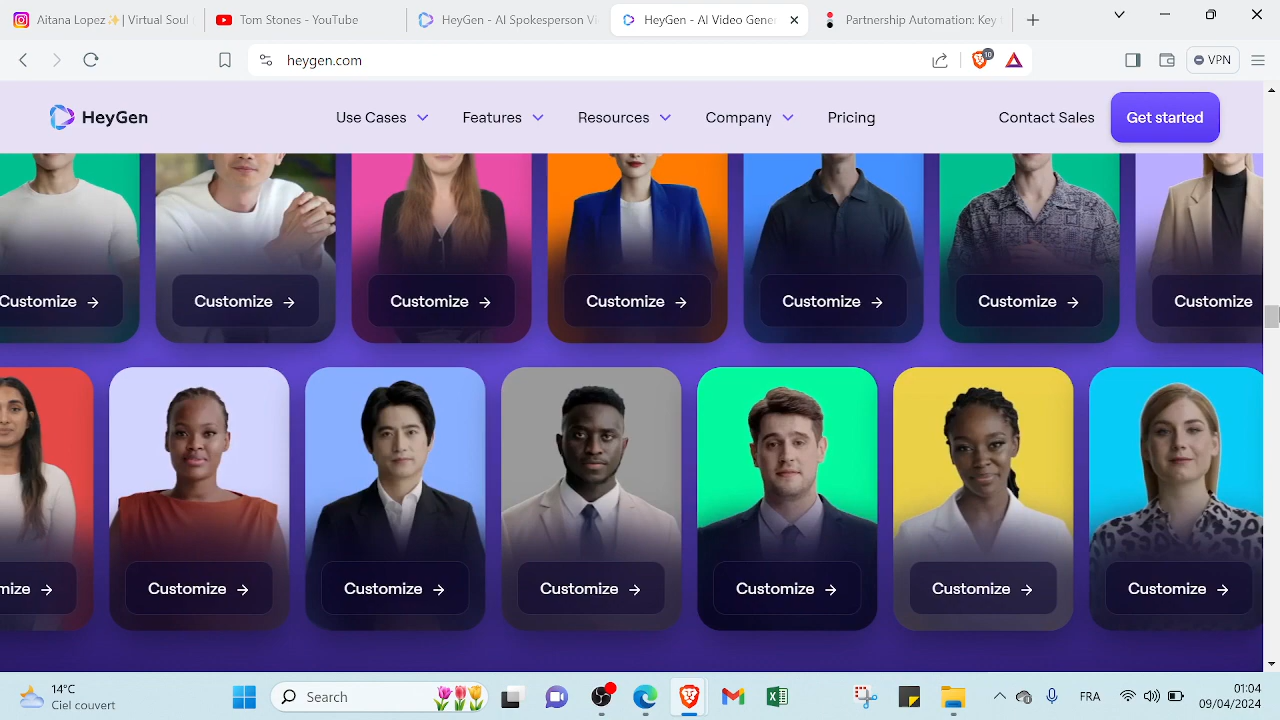 Aitana Lopez✨| Virtual Soul
Tom Stories - YouTube
HeyGen - AI Spokesperson Vi
HeyGen - AI Video Gener
Partnership Automation: Key
heygen.com
10
VPN
HeyGen
Use Cases
Features
Resources
Company
Pricing
Contact Sales
Get started
Customize →
Customize →
Customize →
Customize →
Customize →
Customize →
Customize
mize →
Customize →
Customize →
Customize →
Customize →
Customize →
Customize →
14°C
Ciel couvert
Search
FRA
01:04
09/04/2024